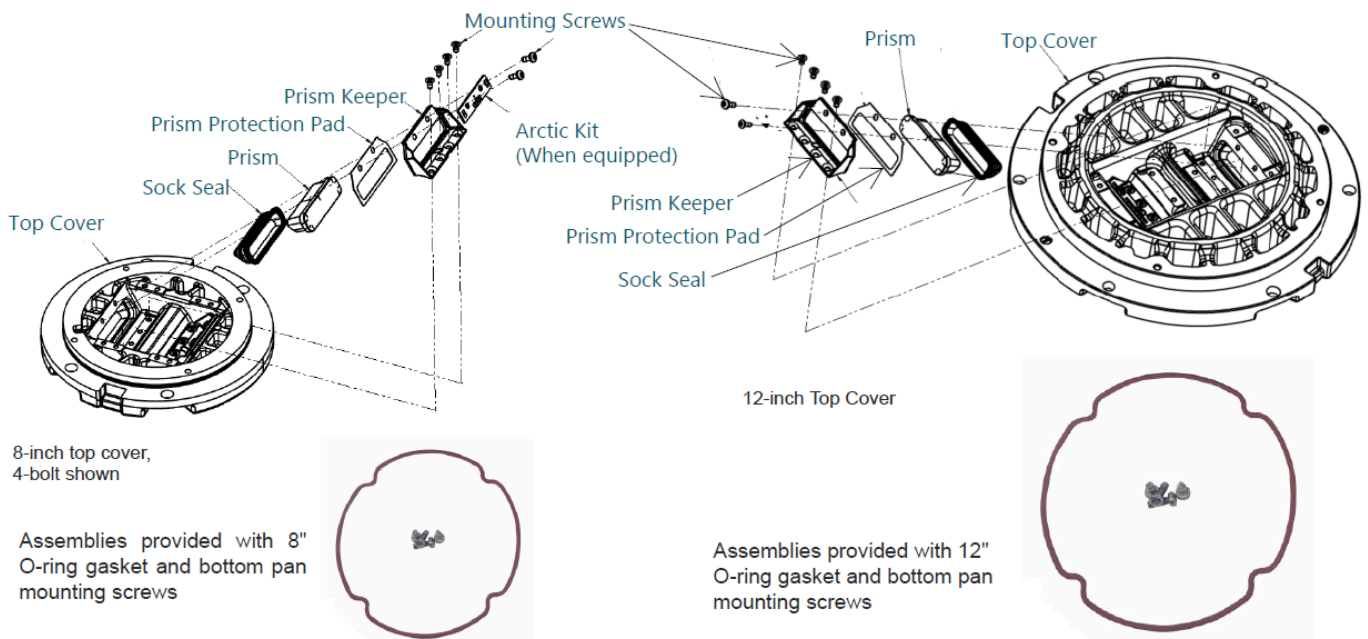 Mounting Screws
Prism Keeper
Prism Protection Pad
Prism
Sock Seal
Top Cover
Arctic Kit
(When equipped)
Prism
Top Cover
Prism Keeper
Prism Protection Pad
Sock Seal
8-inch top cover,
4-bolt shown
12-inch Top Cover
Assemblies provided with 8"
O-ring gasket and bottom pan
mounting screws
Assemblies provided with 12"
O-ring gasket and bottom pan
mounting screws